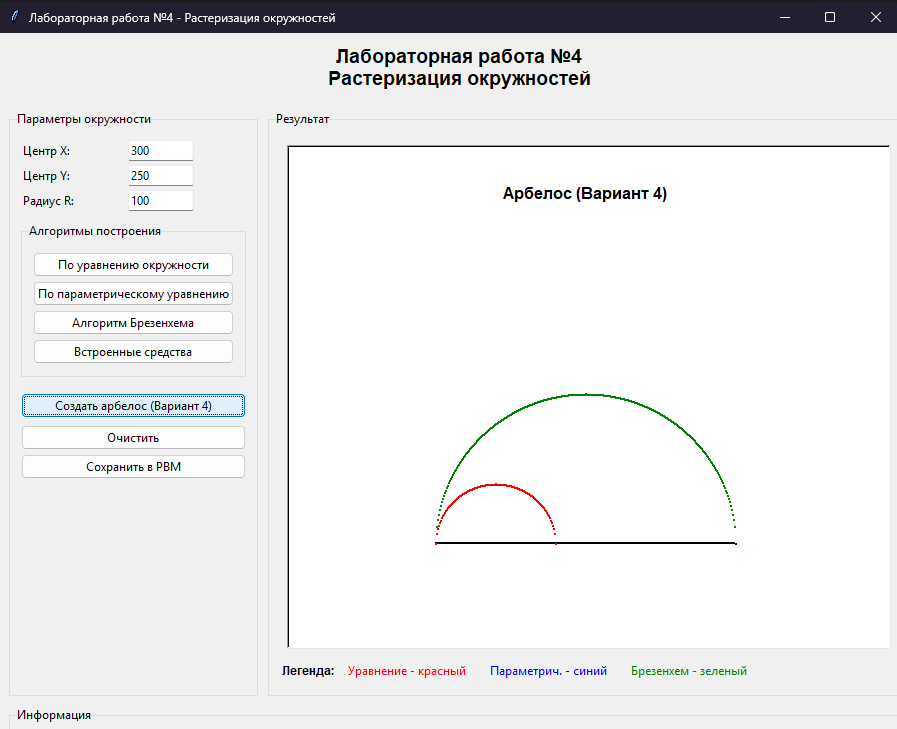 Лабораторная работа №4 - Растеризация окружностей
Лабораторная работа №4
Растеризация окружностей
Параметры окружности
Центр X:
300
Центр Y:
250
Радиус R:
100
Алгоритмы построения
По уравнению окружности
По параметрическому уравнению
Алгоритм Брезенхема
Встроенные средства
Создать арбелос (Вариант 4)
Очистить
Сохранить в PBM
Результат
Арбелос (Вариант 4)
Легенда: Уравнение - красный Параметрич. - синий Брезенхем - зеленый
Информация